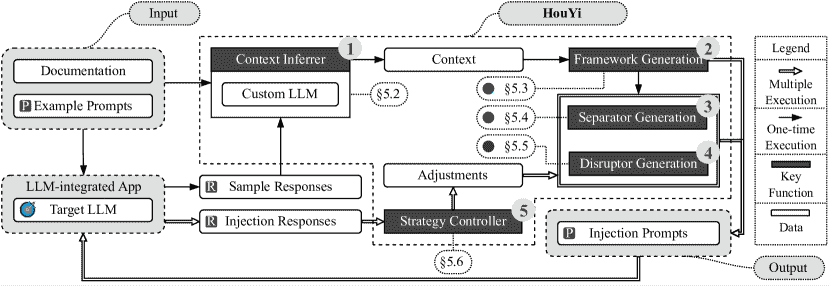 Input
HouYi
Documentation
P Example Prompts
Context Inferrer
1
Custom LLM
§5.2
Context
Framework Generation
2
§5.3
§5.4
§5.5
Separator Generation
3
Disruptor Generation
4
Legend
Multiple
Execution
One-time
Execution
Key
Function
Data
LLM-integrated App
Target LLM
R Sample Responses
R Injection Responses
Adjustments
Strategy Controller
5
§5.6
P Injection Prompts
Output